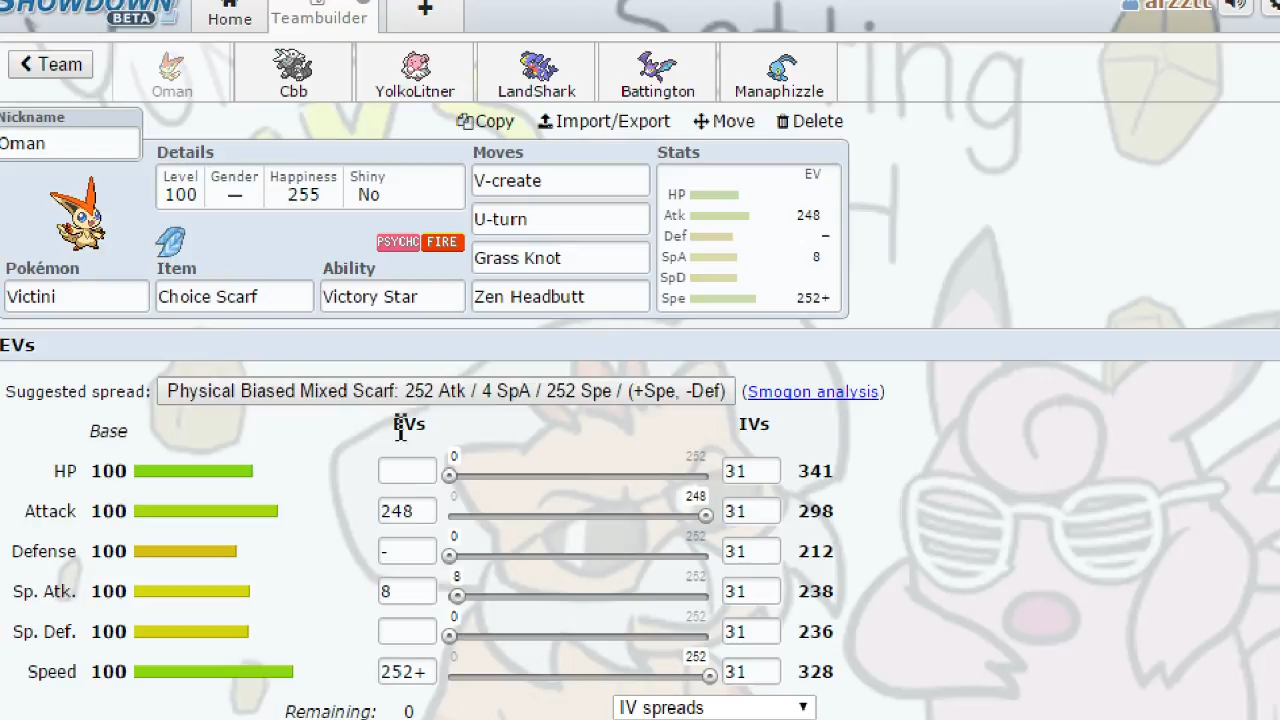 SHOWDOWN
BETA
Home
Teambuilder
+
arzztt
Team
Oman
Cbb
YolkoLitner
LandShark
Battington
Manaphizzle
Nickname
Oman
Copy
Import/Export
Move
Delete
Details
Level
100
Gender
—
Happiness
255
Shiny
No
PSYCHC
FIRE
Pokémon
Victini
Item
Choice Scarf
Ability
Victory Star
Moves
V-create
U-turn
Grass Knot
Zen Headbutt
Stats
EV
HP
Atk 248
Def –
SpA 8
SpD
Spe 252+
EVs
Suggested spread: Physical Biased Mixed Scarf: 252 Atk / 4 SpA / 252 Spe / (+Spe, -Def) (Smogon analysis)
Base EVs IVs
HP 100 0 252 31 341
Attack 100 248 0 248 31 298
Defense 100 - 0 252 31 212
Sp. Atk. 100 8 8 252 31 238
Sp. Def. 100 0 252 31 236
Speed 100 252+ 0 252 31 328
Remaining: 0
IV spreads